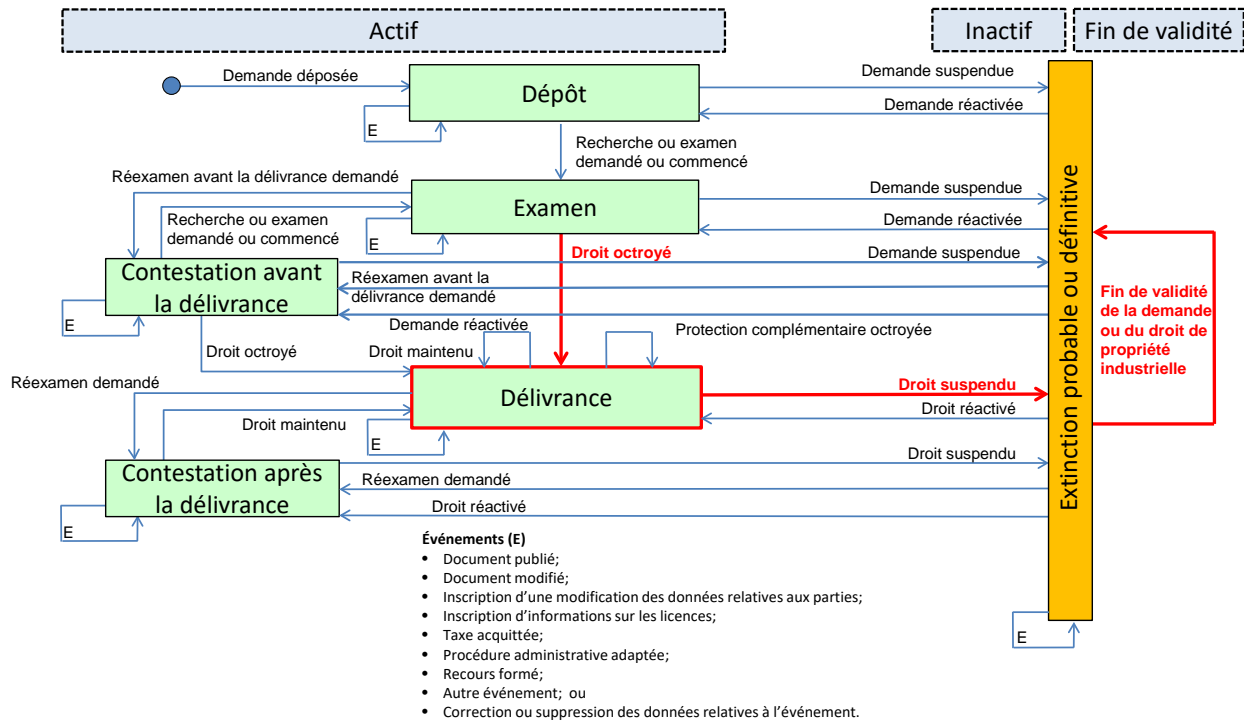 Actif
Inactif
Fin de validité
Demande déposée
Dépôt
Demande suspendue
Demande réactivée
E
Recherche ou examen
demandé ou commencé
Réexamen avant la délivrance demandé
Examen
Demande suspendue
Recherche ou examen
demandé ou commencé
Demande réactivée
E
Droit octroyé
Demande suspendue
Contestation avant
la délivrance
Réexamen avant la
délivrance demandé
E
Demande réactivée
Protection complémentaire octroyée
Droit octroyé
Droit maintenu
Fin de validité
de la demande
ou du droit de
propriété
industrielle
Extinction probable ou définitive
Réexamen demandé
Délivrance
Droit suspendu
Droit réactivé
Droit maintenu
E
Droit suspendu
Contestation après
la délivrance
Réexamen demandé
Droit réactivé
E
Événements (E)
• Document publié;
• Document modifié;
• Inscription d’une modification des données relatives aux parties;
• Inscription d’informations sur les licences;
• Taxe acquittée;
• Procédure administrative adaptée;
• Recours formé;
• Autre événement; ou
• Correction ou suppression des données relatives à l’événement.
E